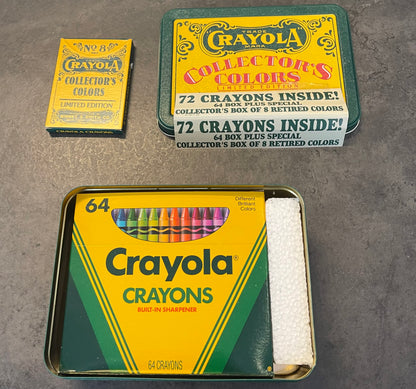 No 8
CRAYOLA
COLLECTOR'S
COLORS
LIMITED EDITION
TRADE
CRAYOLA
MARK
COLLECTOR'S
COLORS
LIMITED EDITION
72 CRAYONS INSIDE!
64 BOX PLUS SPECIAL
COLLECTOR'S BOX OF 8 RETIRED COLORS
72 CRAYONS INSIDE!
64 BOX PLUS SPECIAL
COLLECTOR'S BOX OF 8 RETIRED COLORS
64
Different
Brilliant
Colors
Crayola®
CRAYONS
BUILT-IN SHARPENER
64 CRAYONS